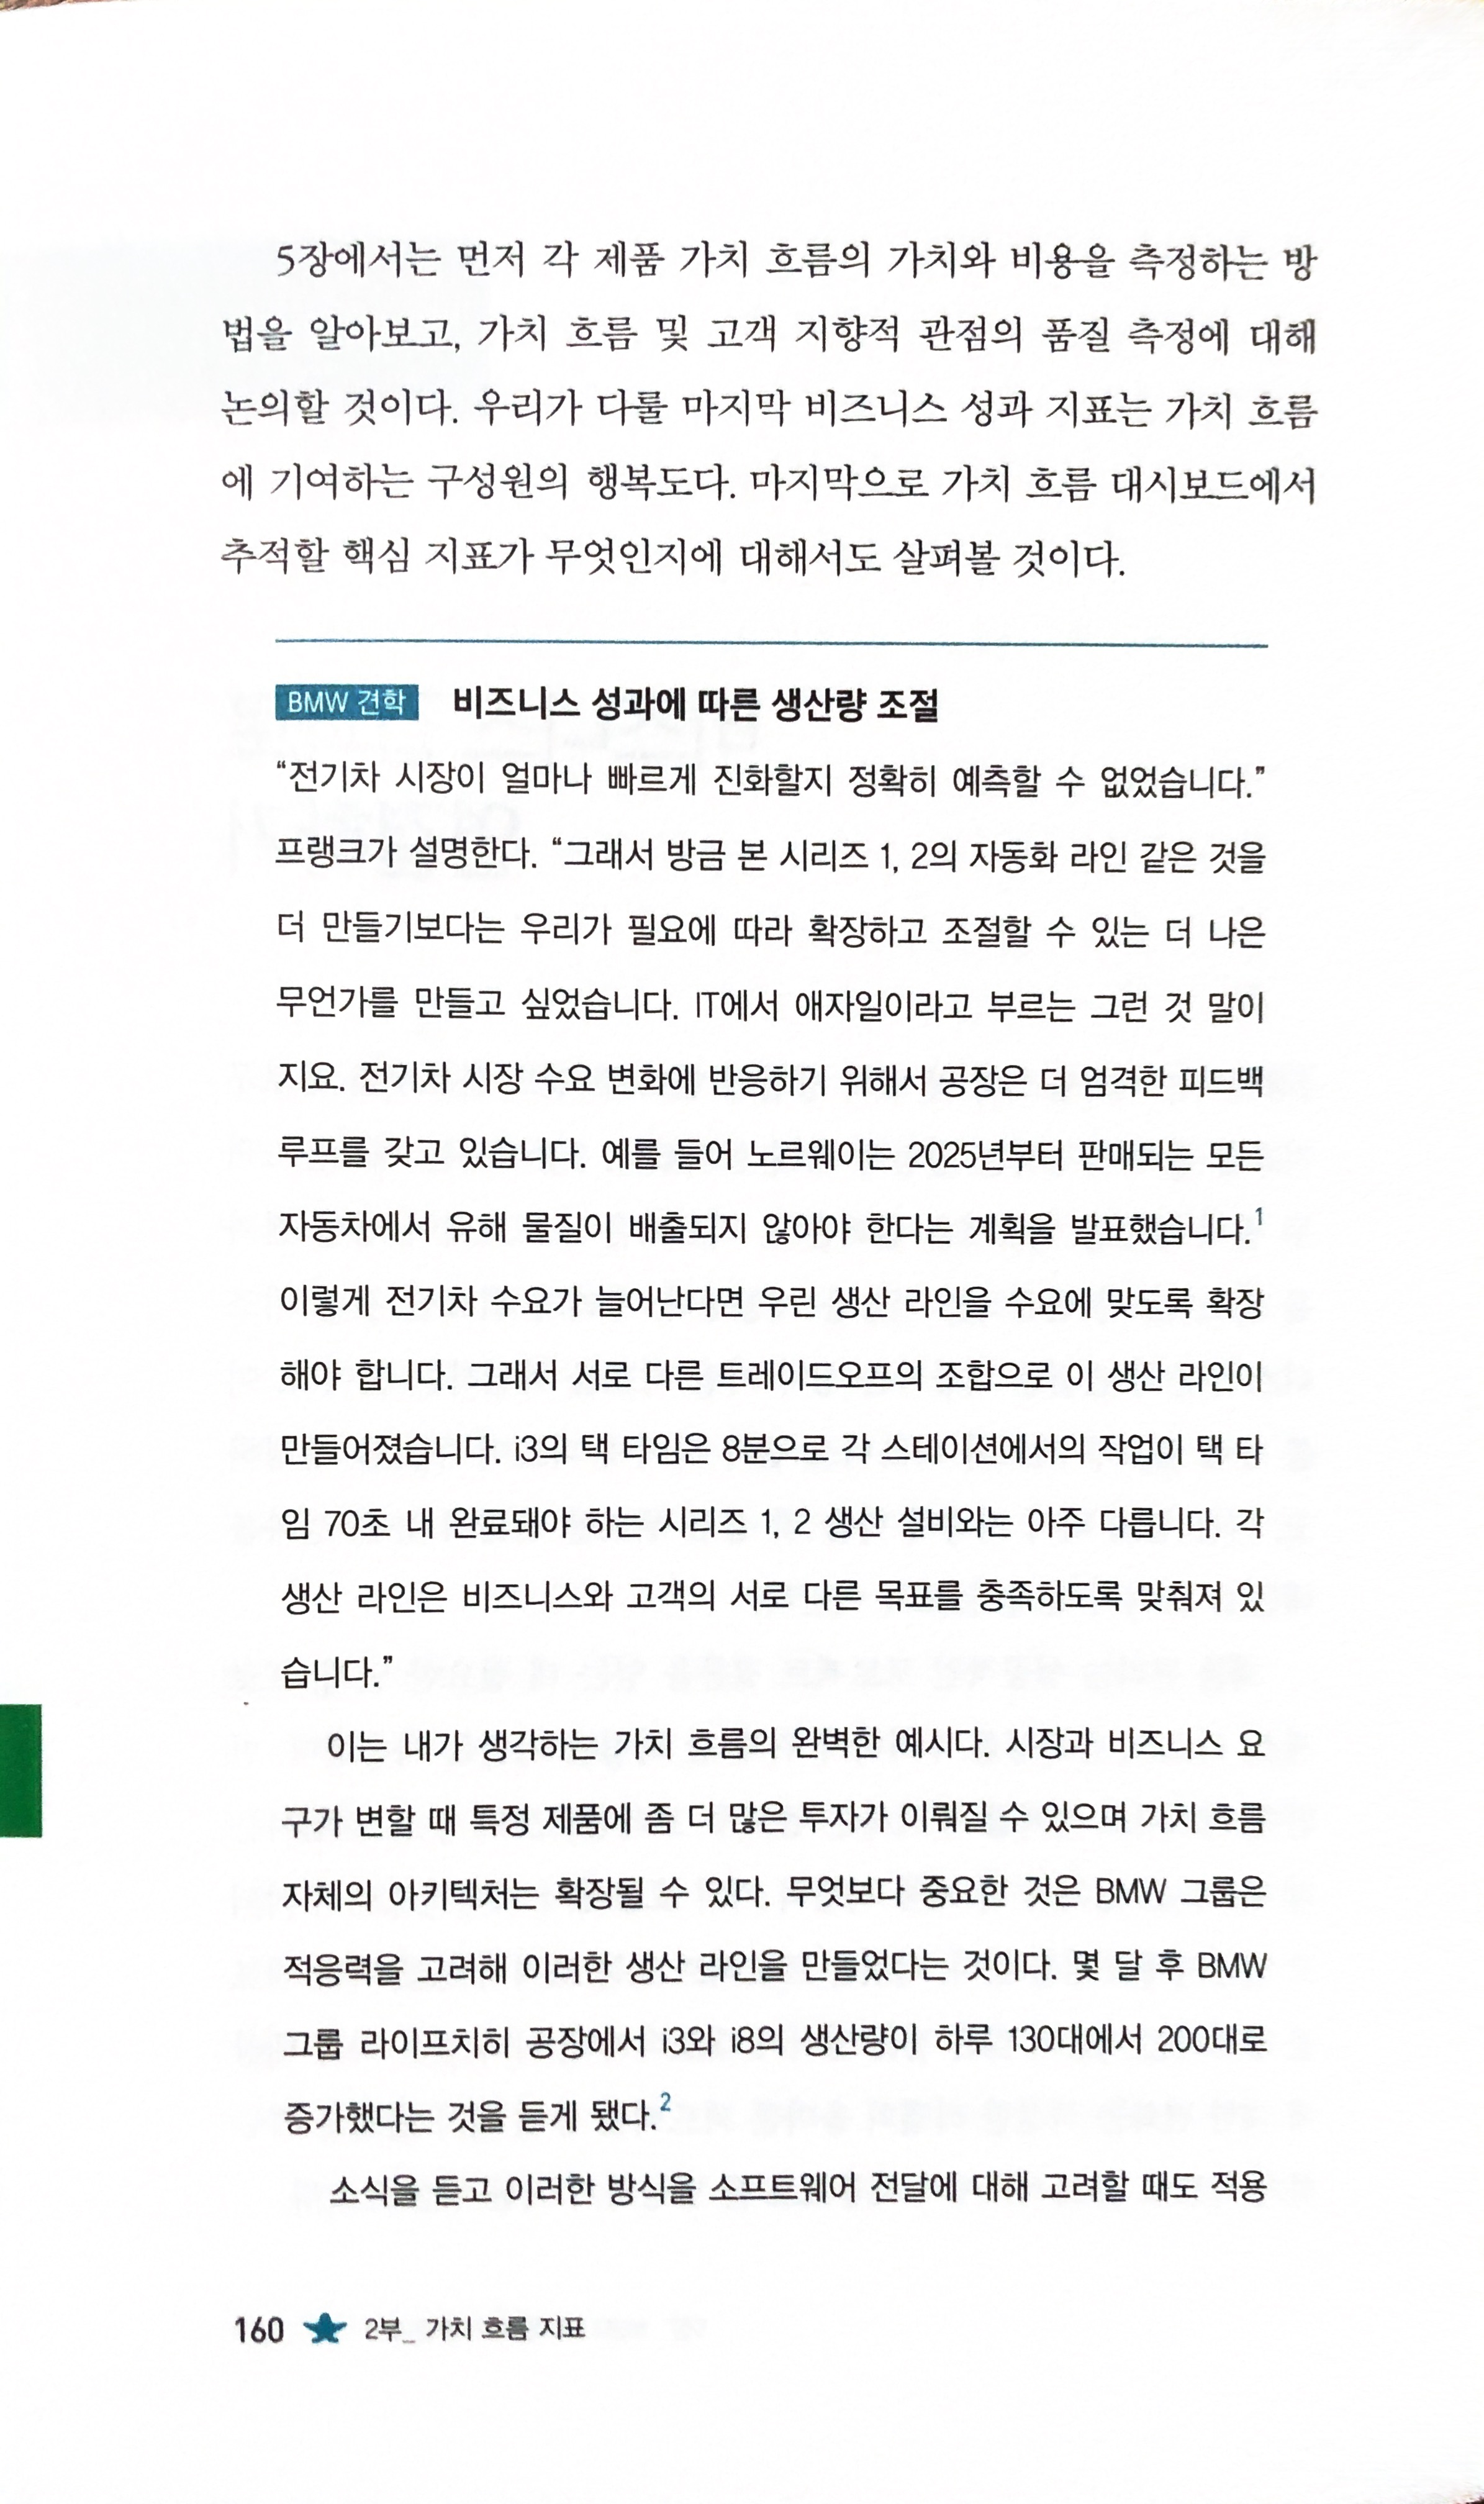 5장에서는 먼저 각 제품 가치 흐름의 가치와 비용을 측정하는 방
법을 알아보고, 가치 흐름 및 고객 지향적 관점의 품질 측정에 대해
논의할 것이다. 우리가 다룰 마지막 비즈니스 성과 지표는 가치 흐름
에 기여하는 구성원의 행복도다. 마지막으로 가치 흐름 대시보드에서
추적할 핵심 지표가 무엇인지에 대해서도 살펴볼 것이다.
BMW 견학 비즈니스 성과에 따른 생산량 조절
“전기차 시장이 얼마나 빠르게 진화할지 정확히 예측할 수 없었습니다.”
프랭크가 설명한다. “그래서 방금 본 시리즈 1, 2의 자동화 라인 같은 것을
더 만들기보다는 우리가 필요에 따라 확장하고 조절할 수 있는 더 나은
무언가를 만들고 싶었습니다. IT에서 애자일이라고 부르는 그런 것 말이
지요. 전기차 시장 수요 변화에 반응하기 위해서 공장은 더 엄격한 피드백
루프를 갖고 있습니다. 예를 들어 노르웨이는 2025년부터 판매되는 모든
자동차에서 유해 물질이 배출되지 않아야 한다는 계획을 발표했습니다.1
이렇게 전기차 수요가 늘어난다면 우린 생산 라인을 수요에 맞도록 확장
해야 합니다. 그래서 서로 다른 트레이드오프의 조합으로 이 생산 라인이
만들어졌습니다. i3의 택 타임은 8분으로 각 스테이션에서의 작업이 택 타
임 70초 내 완료돼야 하는 시리즈 1, 2 생산 설비와는 아주 다릅니다. 각
생산 라인은 비즈니스와 고객의 서로 다른 목표를 충족하도록 맞춰져 있
습니다.”
이는 내가 생각하는 가치 흐름의 완벽한 예시다. 시장과 비즈니스 요
구가 변할 때 특정 제품에 좀 더 많은 투자가 이뤄질 수 있으며 가치 흐름
자체의 아키텍처는 확장될 수 있다. 무엇보다 중요한 것은 BMW 그룹은
적응력을 고려해 이러한 생산 라인을 만들었다는 것이다. 몇 달 후 BMW
그룹 라이프치히 공장에서 i3와 i8의 생산량이 하루 130대에서 200대로
증가했다는 것을 듣게 됐다.2
소식을 듣고 이러한 방식을 소프트웨어 전달에 대해 고려할 때도 적용
160 2부_ 가치 흐름 지표